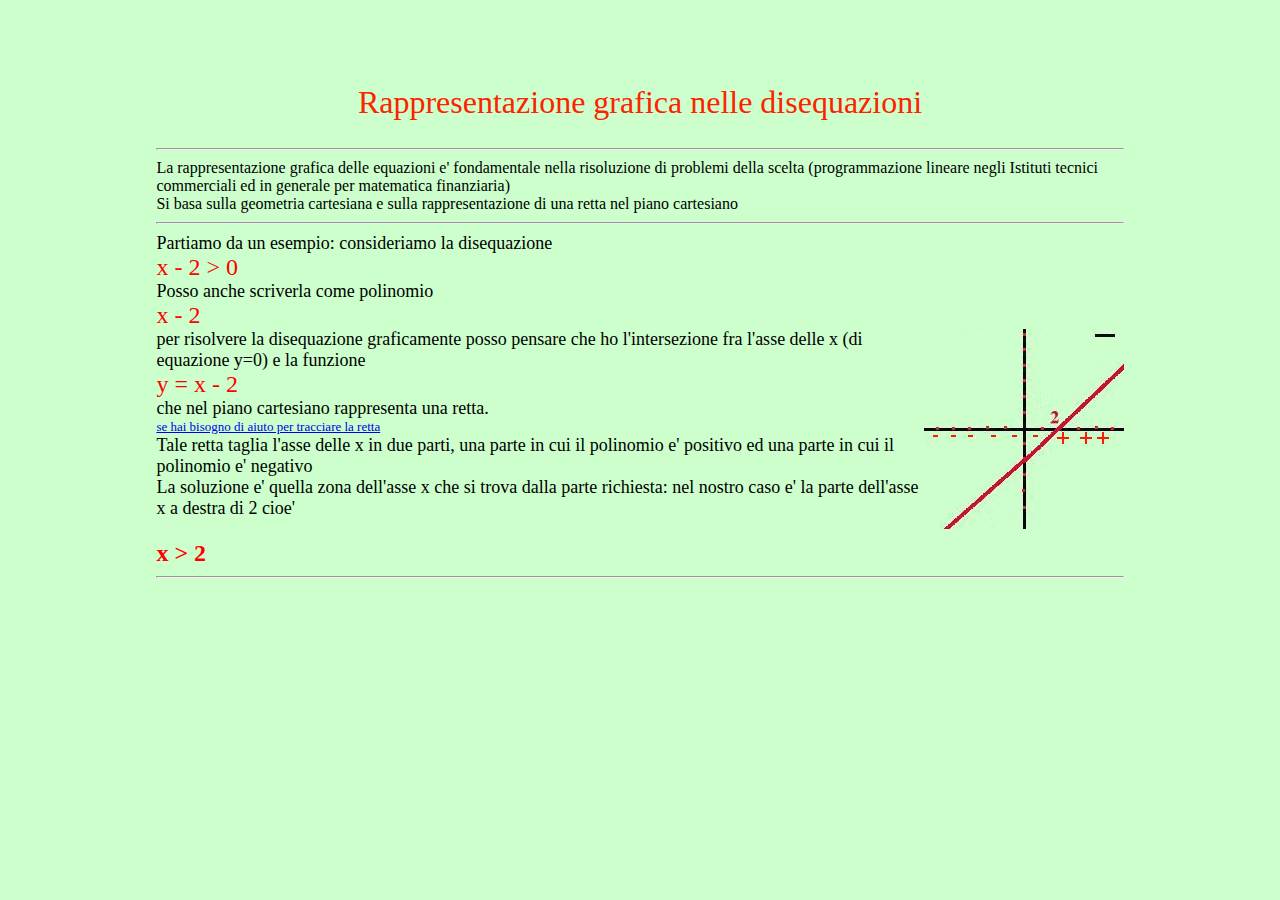 Rappresentazione grafica nelle disequazioni
La rappresentazione grafica delle equazioni e' fondamentale nella risoluzione di problemi della scelta (programmazione lineare negli Istituti tecnici
commerciali ed in generale per matematica finanziaria)
Si basa sulla geometria cartesiana e sulla rappresentazione di una retta nel piano cartesiano
Partiamo da un esempio: consideriamo la disequazione
x - 2 > 0
Posso anche scriverla come polinomio
x - 2
per risolvere la disequazione graficamente posso pensare che ho l'intersezione fra l'asse delle x (di
equazione y=0) e la funzione
y = x - 2
che nel piano cartesiano rappresenta una retta.
se hai bisogno di aiuto per tracciare la retta
Tale retta taglia l'asse delle x in due parti, una parte in cui il polinomio e' positivo ed una parte in cui il
polinomio e' negativo
La soluzione e' quella zona dell'asse x che si trova dalla parte richiesta: nel nostro caso e' la parte dell'asse
x a destra di 2 cioe'
x > 2
2
- - - - - - + + +